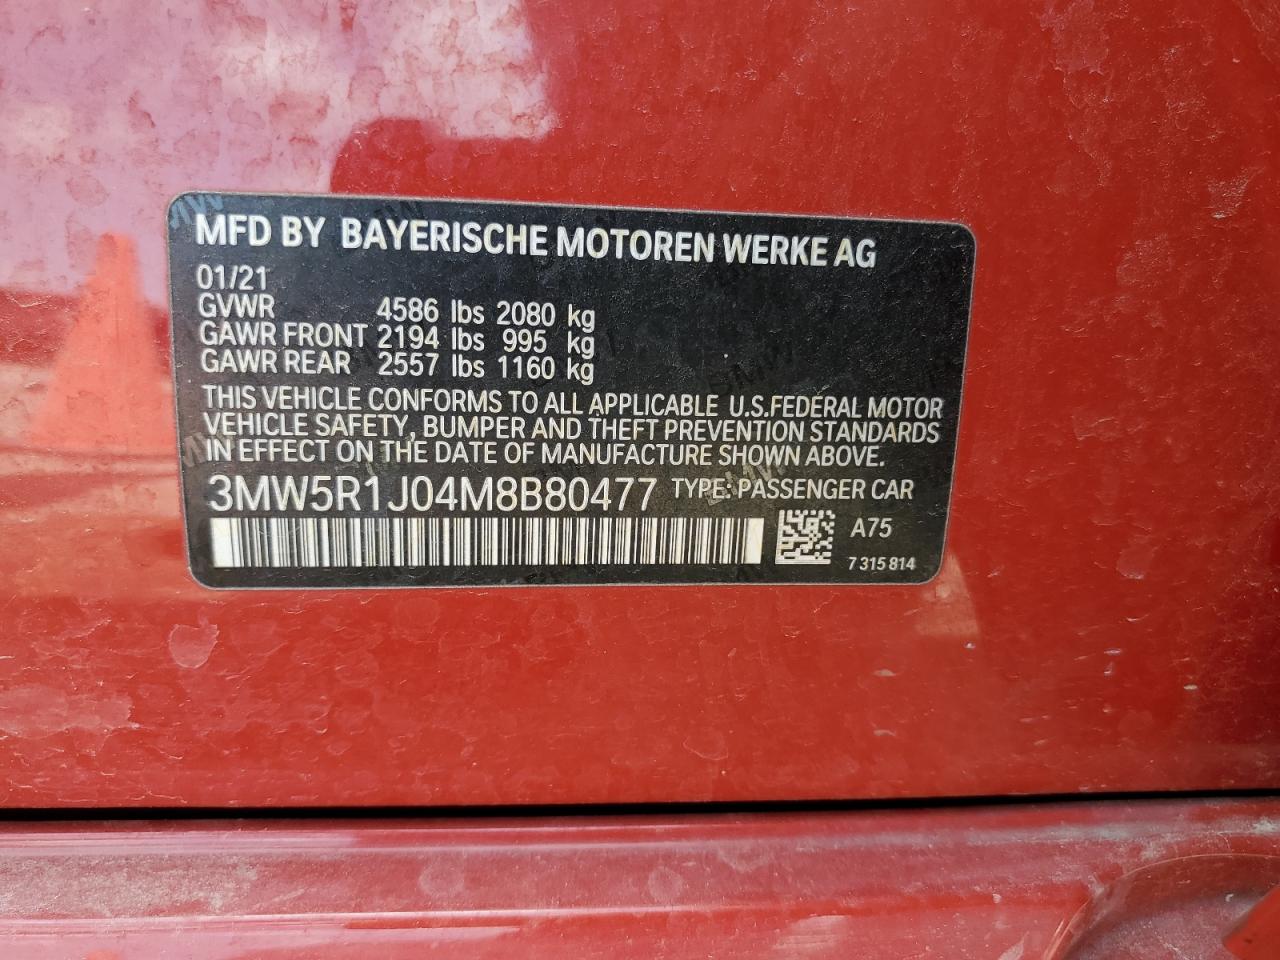 MFD BY BAYERISCHE MOTOREN WERKE AG
01/21
GVWR 4586 lbs 2080 kg
GAWR FRONT 2194 lbs 995 kg
GAWR REAR 2557 lbs 1160 kg
THIS VEHICLE CONFORMS TO ALL APPLICABLE U.S.FEDERAL MOTOR
VEHICLE SAFETY, BUMPER AND THEFT PREVENTION STANDARDS
IN EFFECT ON THE DATE OF MANUFACTURE SHOWN ABOVE.
3MW5R1J04M8B80477 TYPE: PASSENGER CAR
A75
7 315 814